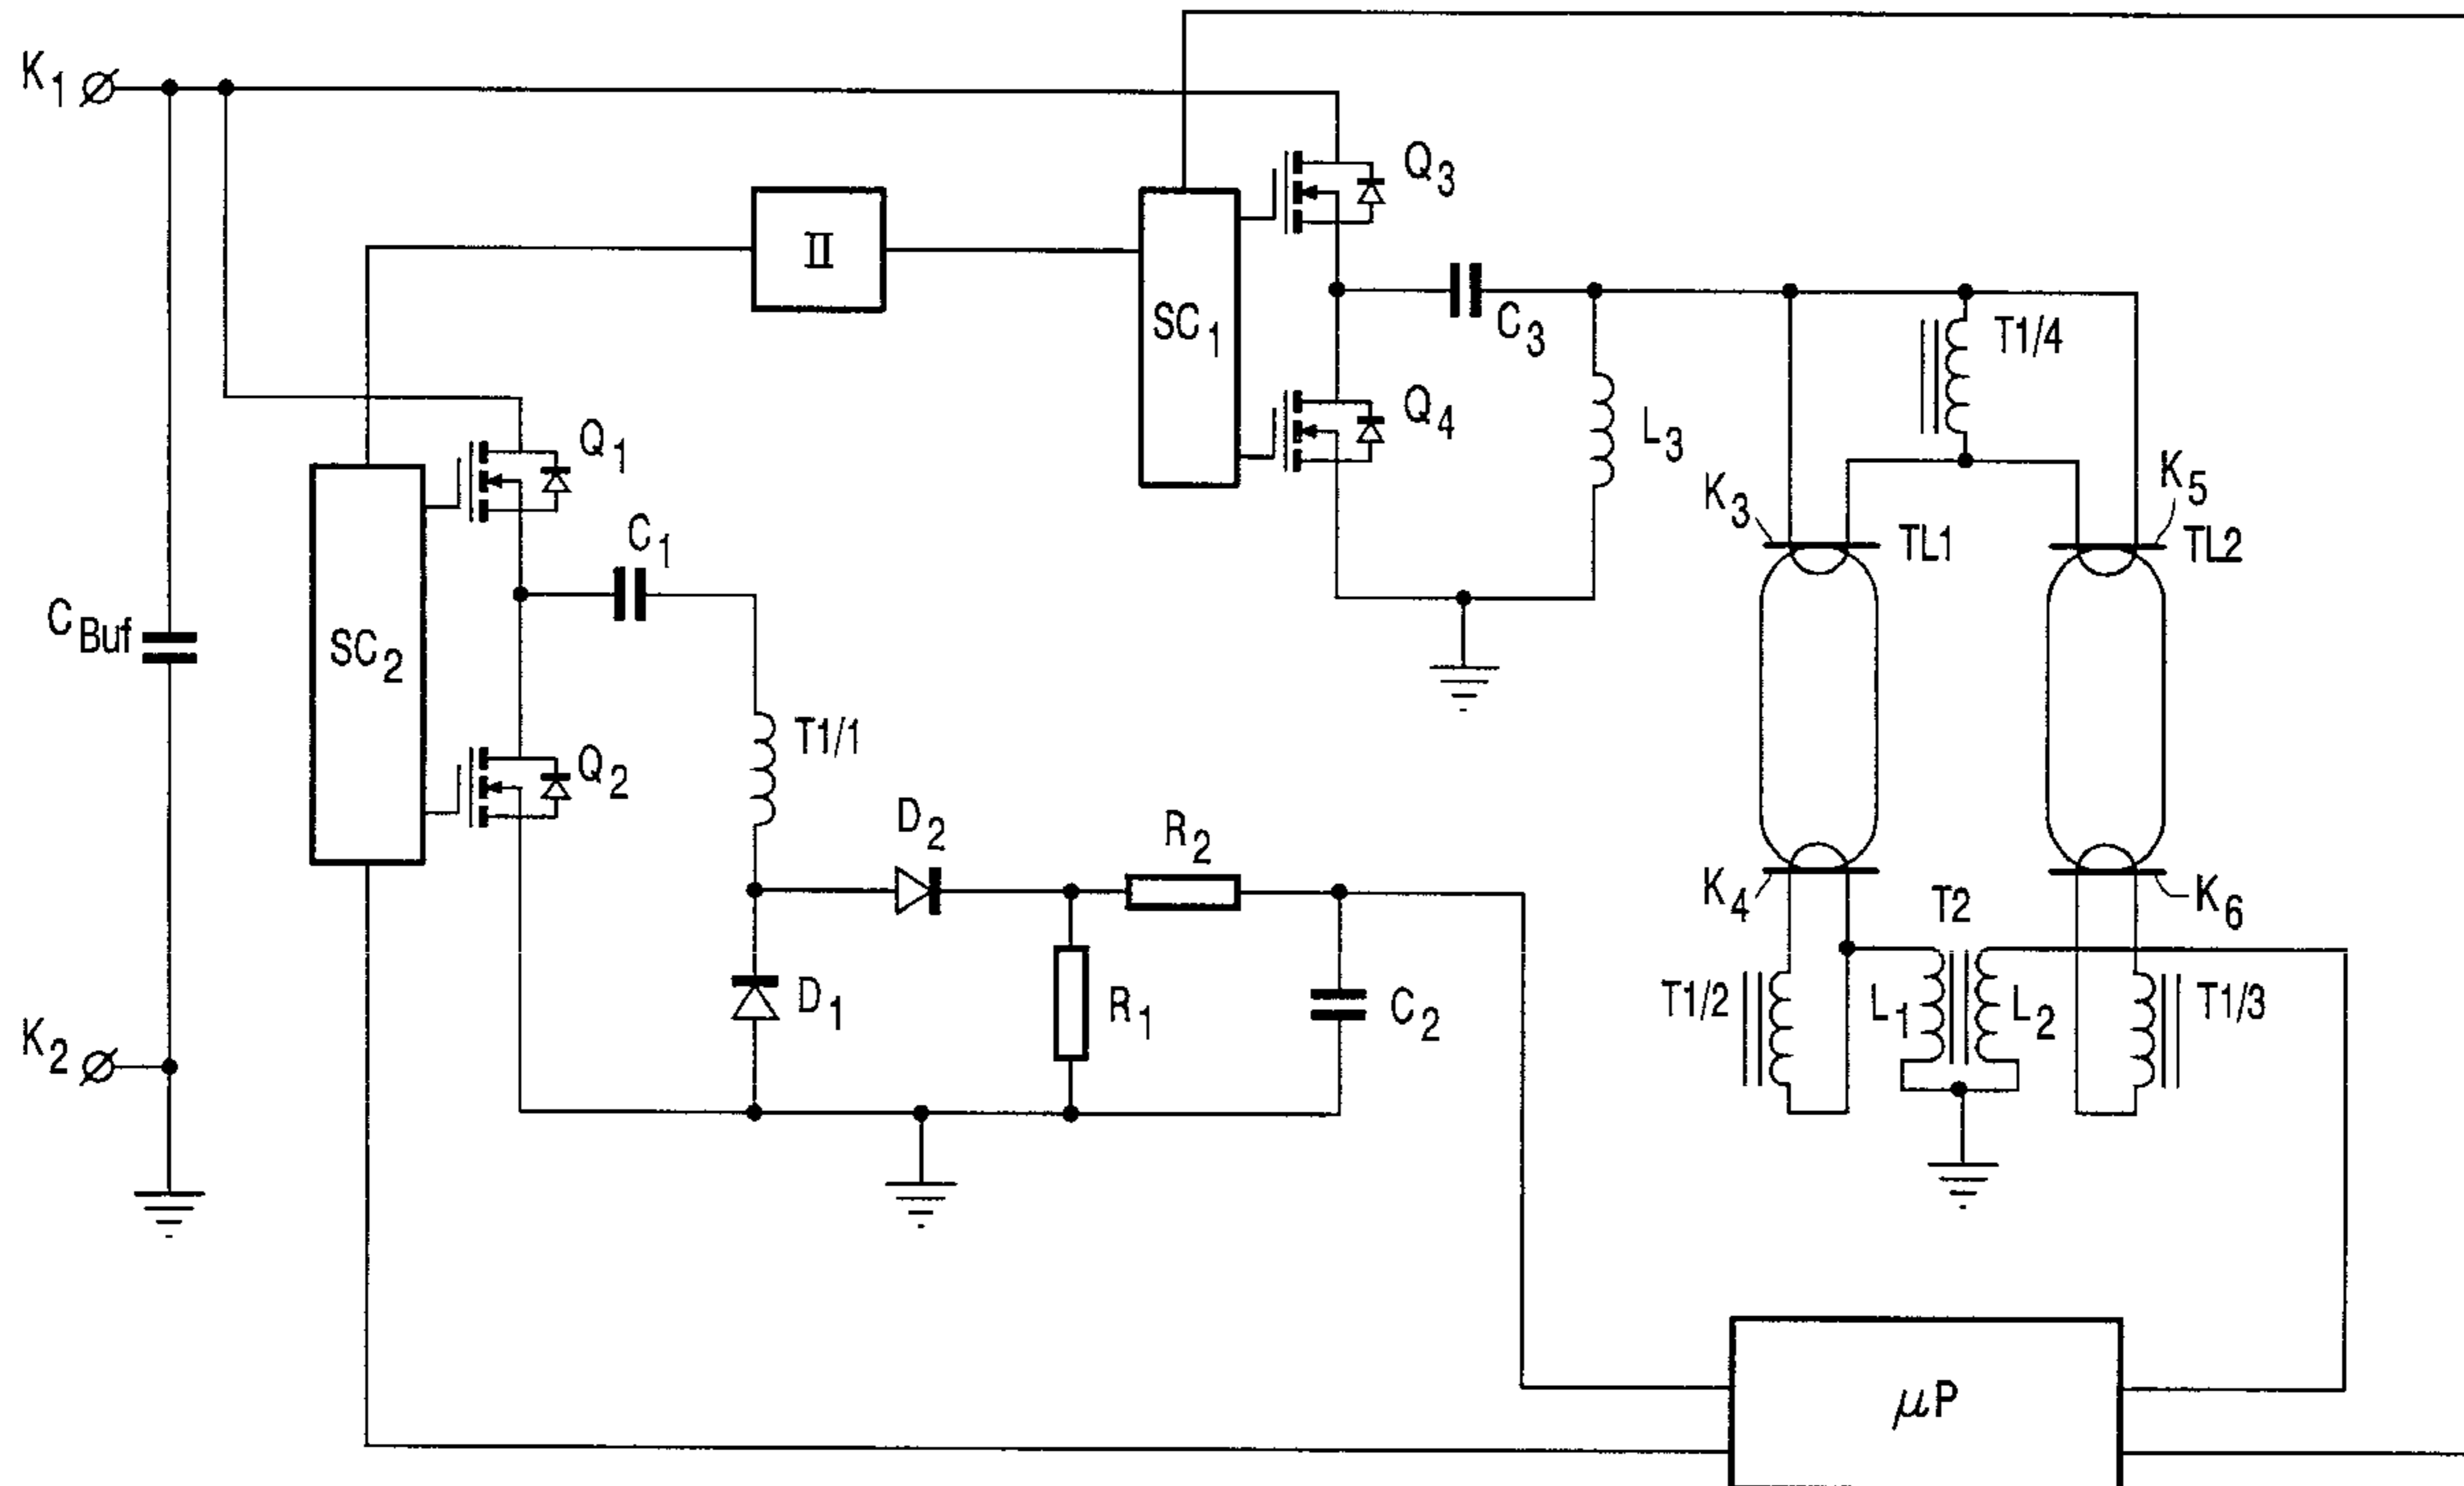 K1
II
SC1
Q3
C3
T1/4
Q4
L3
Q1
K3
K5
TL1
TL2
C1
CBuf
SC2
T1/1
Q2
D2
R2
K4
T2
K6
D1
R1
C2
T1/2
L1
L2
T1/3
K2
μP